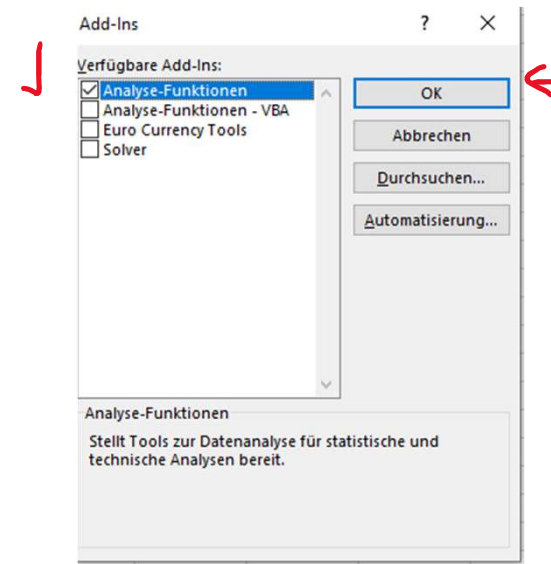 Add-Ins ?
Verfügbare Add-Ins:
Analyse-Funktionen
Analyse-Funktionen - VBA
Euro Currency Tools
Solver
OK
Abbrechen
Durchsuchen...
Automatisierung...
Analyse-Funktionen
Stellt Tools zur Datenanalyse für statistische und
technische Analysen bereit.